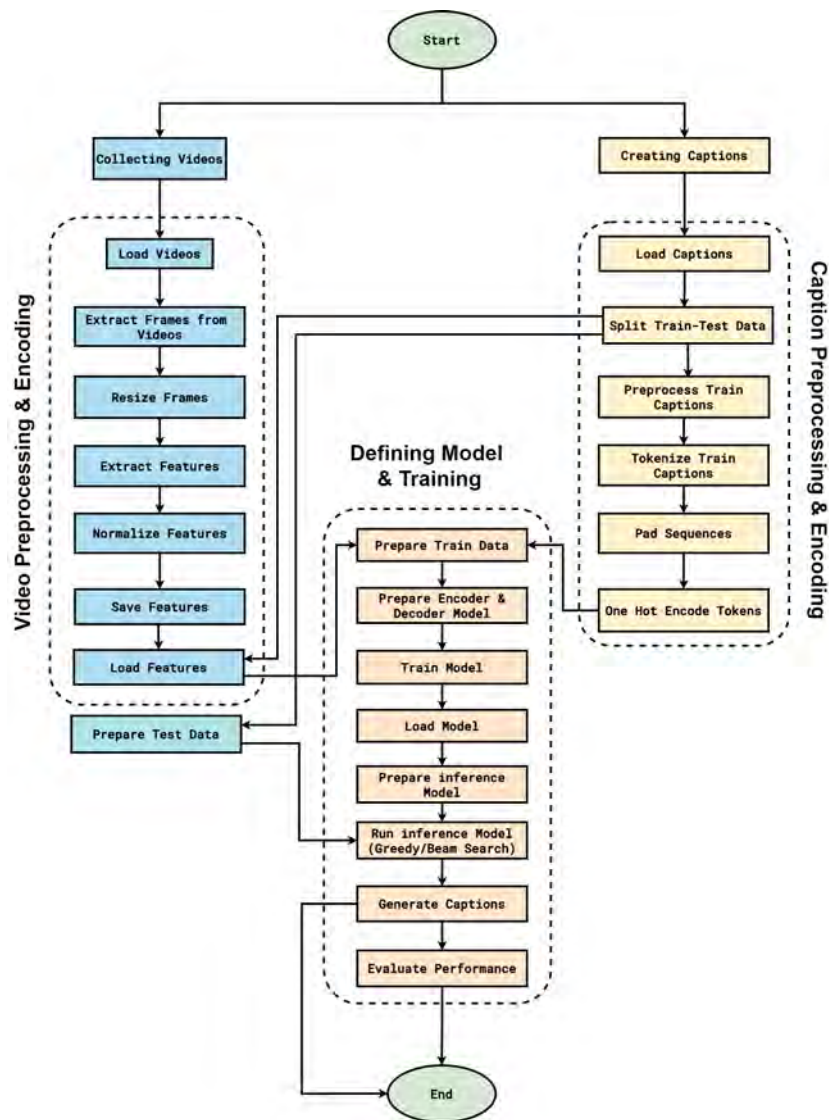 Start
Collecting Videos
Creating Captions
Video Preprocessing & Encoding
Load Videos
Extract Frames from
Videos
Resize Frames
Extract Features
Normalize Features
Save Features
Load Features
Prepare Test Data
Caption Preprocessing & Encoding
Load Captions
Split Train-Test Data
Preprocess Train
Captions
Tokenize Train
Captions
Pad Sequences
One Hot Encode Tokens
Defining Model
& Training
Prepare Train Data
Prepare Encoder &
Decoder Model
Train Model
Load Model
Prepare inference
Model
Run inference Model
(Greedy/Beam Search)
Generate Captions
Evaluate Performance
End